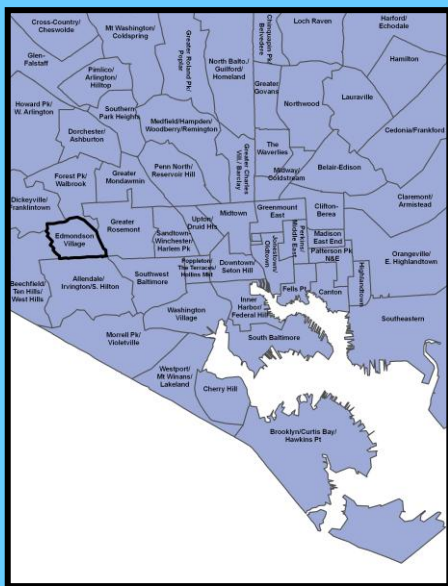 Cross-Country/
Cheswolde
Mt Washington/
Coldspring
Greater Roland Pk/
Poplar
Chinquapin Pk/
Belvedere
Loch Raven
Harford/
Echodale
Glen-
Falstaff
Pimlico/
Arlington/
Hilltop
North Balto./
Guilford/
Homeland
Hamilton
Greater
Govans
Lauraville
Howard Pk/
W. Arlington
Southern
Park Heights
Northwood
Medfield/Hampden/
Woodberry/Remington
Cedonia/Frankford
Dorchester/
Ashburton
The
Waverlies
Greater Charles
Vill./ Barclay
Belair-Edison
Forest Pk/
Walbrook
Greater
Mondawmin
Penn North/
Reservoir Hill
Midway/
Coldstream
Claremont/
Armistead
Dickeyville/
Franklintown
Upton/
Druid Hts
Midtown
Greenmount
East
Clifton-
Berea
Edmondson
Village
Greater
Rosemont
Sandtown-
Winchester/
Harlem Pk
Jonestown/
Oldtown
Perkins/
Middle East
Madison
East End
Patterson Pk
N&E
Orangeville/
E. Highlandtown
Beechfield/
Ten Hills/
West Hills
Allendale/
Irvington/S. Hilton
Southwest
Baltimore
Poppleton/
The Terraces/
Hollins Mkt
Downtown/
Seton Hill
Fells Pt
Canton
Highlandtown
Inner
Harbor/
Federal Hill
Southeastern
Washington
Village
Morrell Pk/
Violetville
South Baltimore
Westport/
Mt Winans/
Lakeland
Cherry Hill
Brooklyn/Curtis Bay/
Hawkins Pt